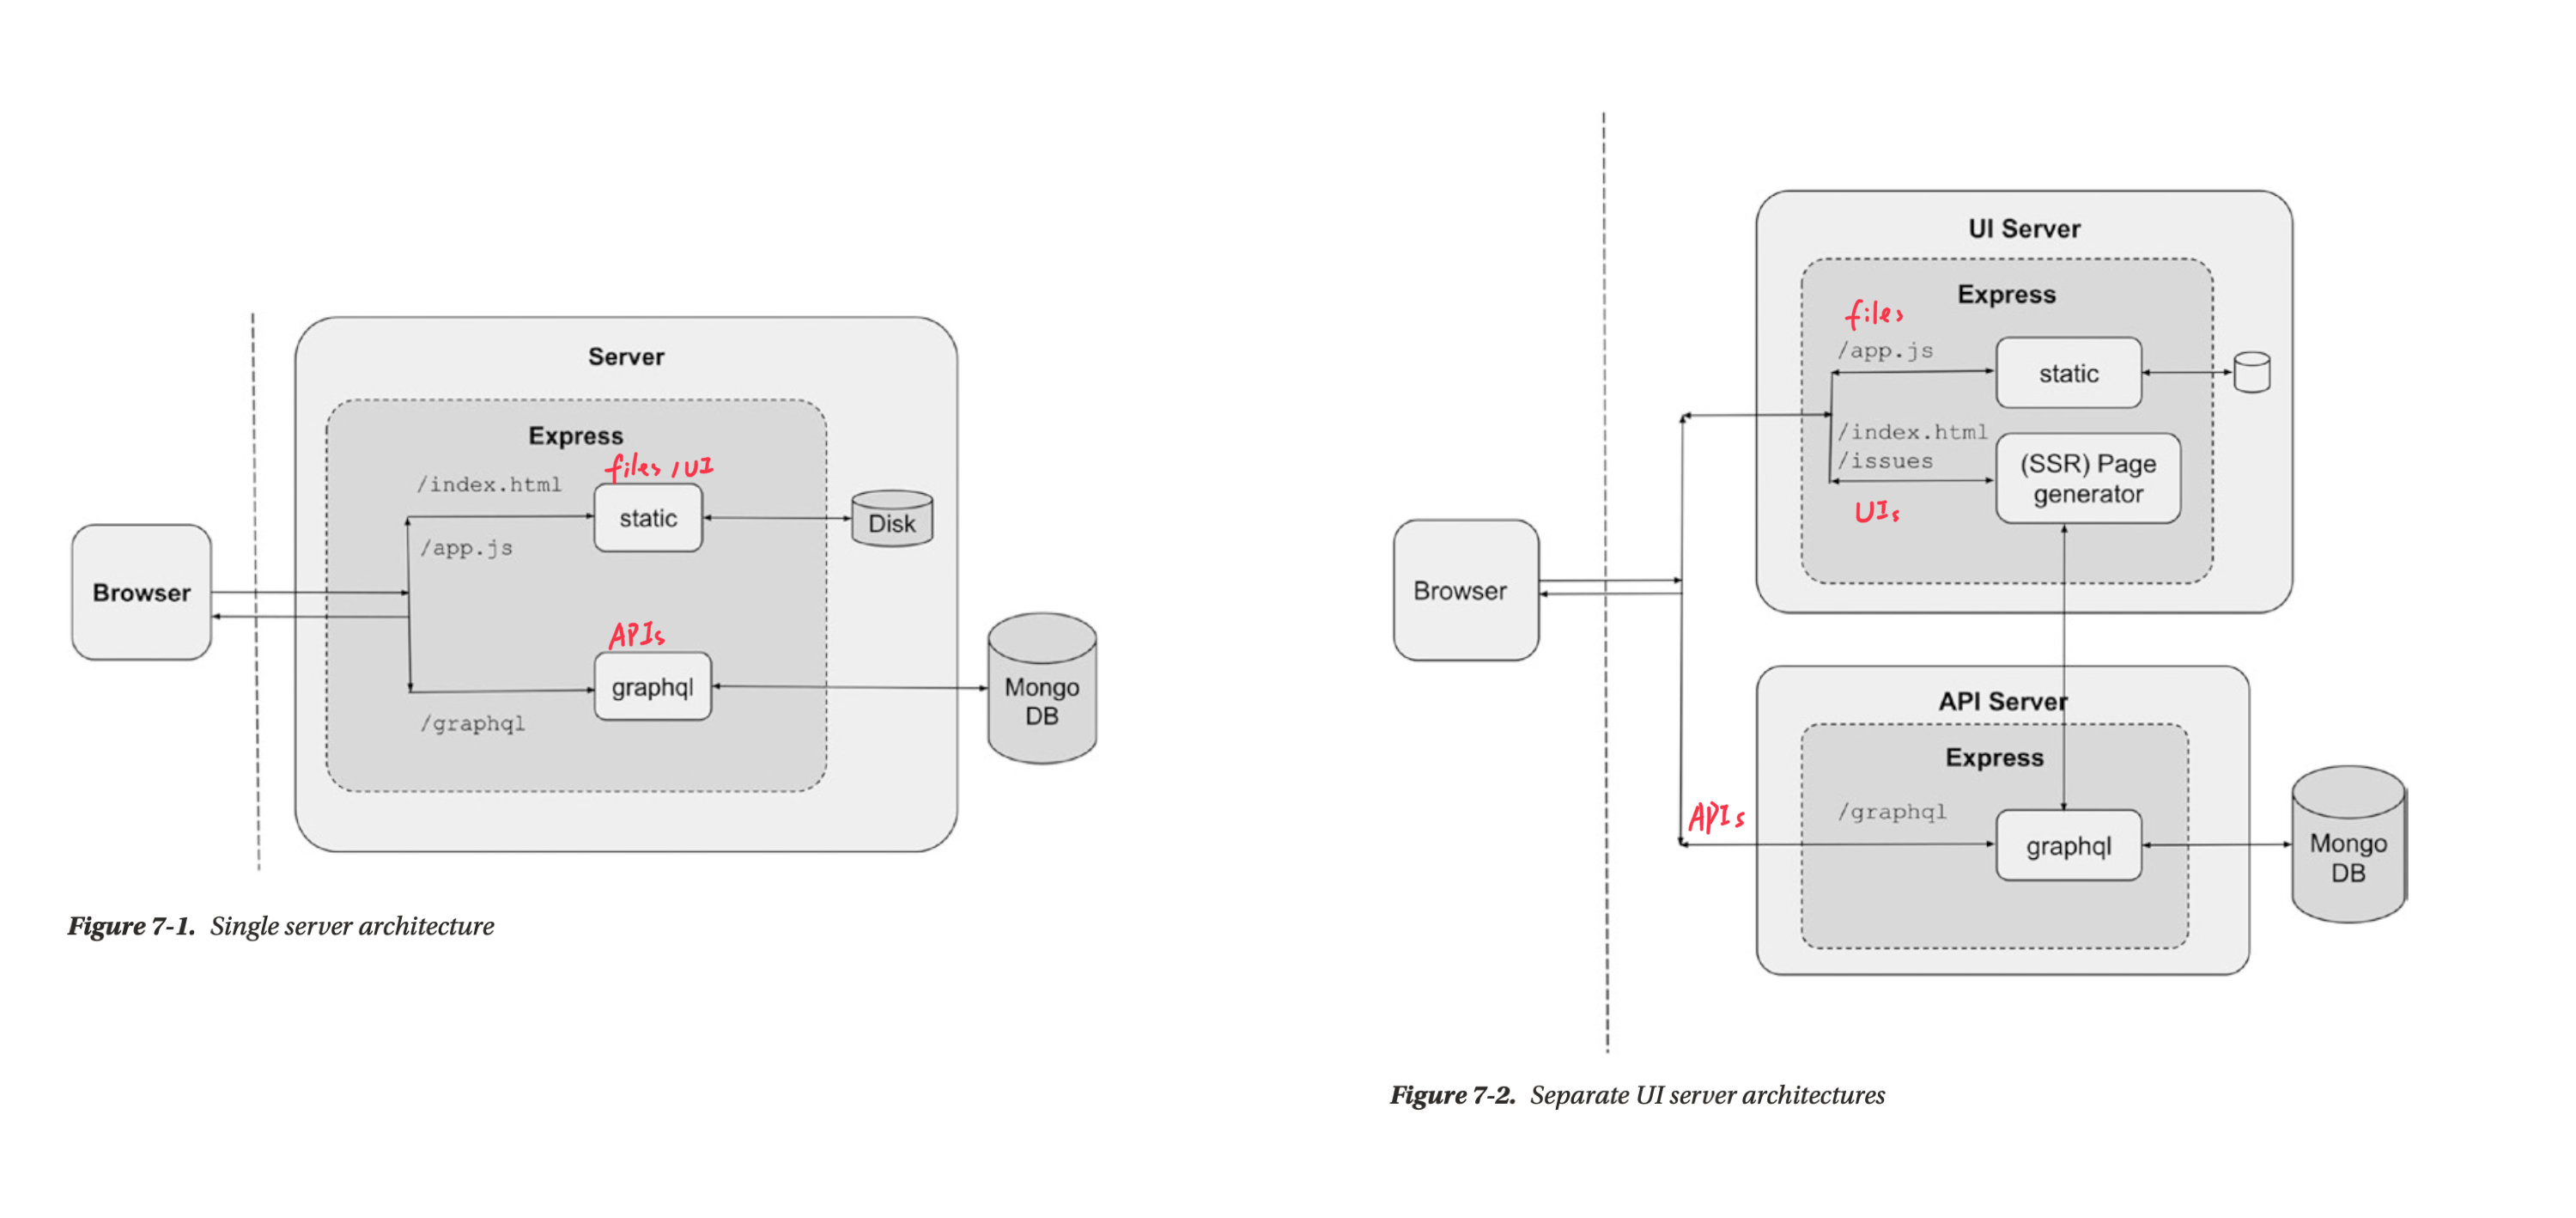 Server
Express
files / UI
/index.html
static
Disk
/app.js
Browser
APIs
graphql
Mongo
DB
/graphql
Figure 7-1. Single server architecture
UI Server
Express
files
/app.js
static
/index.html
/issues
(SSR) Page
generator
UIs
Browser
API Server
Express
APIs
/graphql
graphql
Mongo
DB
Figure 7-2. Separate UI server architectures